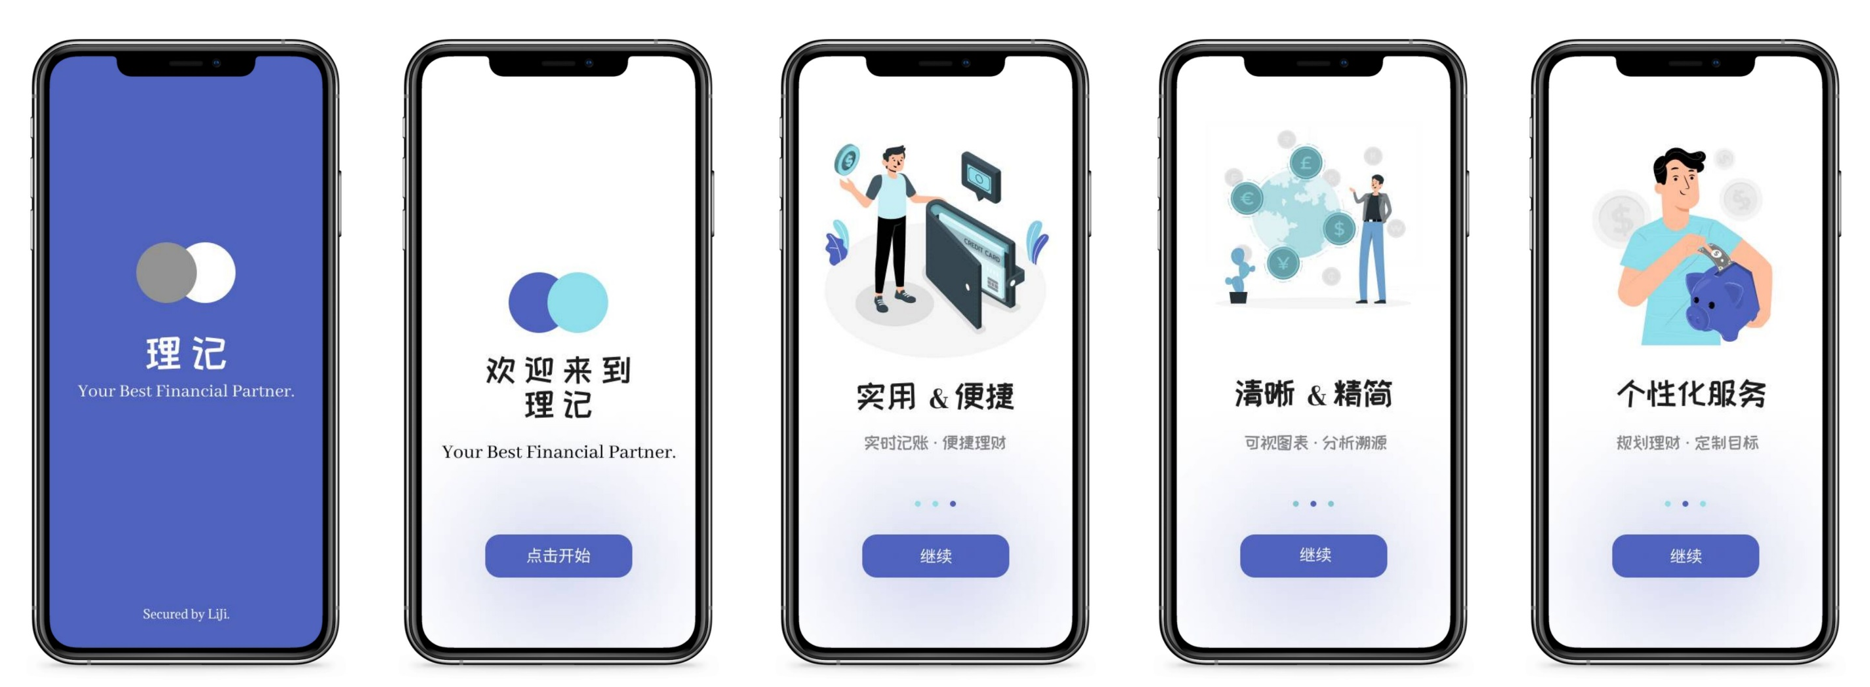 理记
Your Best Financial Partner.
Secured by LiJi.
欢迎来到
理记
Your Best Financial Partner.
点击开始
CREDIT CARD
实用 & 便捷
实时记账 · 便捷理财
继续
£
€
$
¥
清晰 & 精简
可视图表 · 分析溯源
继续
个性化服务
规划理财 · 定制目标
继续